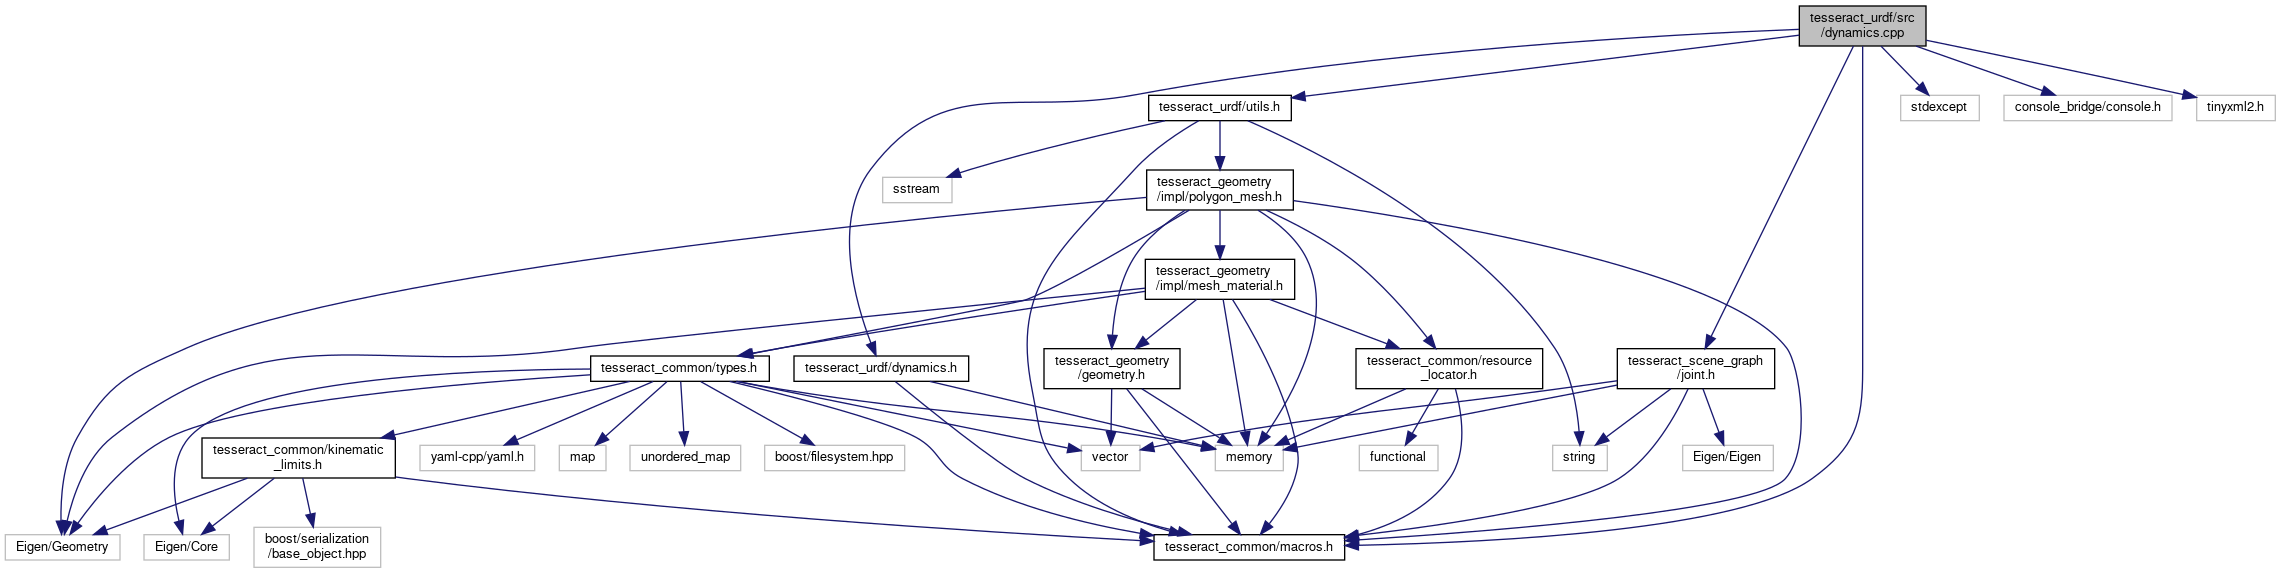 tesseract_urdf/src
/dynamics.cpp
tesseract_urdf/utils.h
stdexcept
console_bridge/console.h
tinyxml2.h
sstream
tesseract_geometry
/impl/polygon_mesh.h
tesseract_geometry
/impl/mesh_material.h
tesseract_common/types.h
tesseract_urdf/dynamics.h
tesseract_geometry
/geometry.h
tesseract_common/resource
_locator.h
tesseract_scene_graph
/joint.h
tesseract_common/kinematic
_limits.h
yaml-cpp/yaml.h
map
unordered_map
boost/filesystem.hpp
vector
memory
functional
string
Eigen/Eigen
Eigen/Geometry
Eigen/Core
boost/serialization
/base_object.hpp
tesseract_common/macros.h